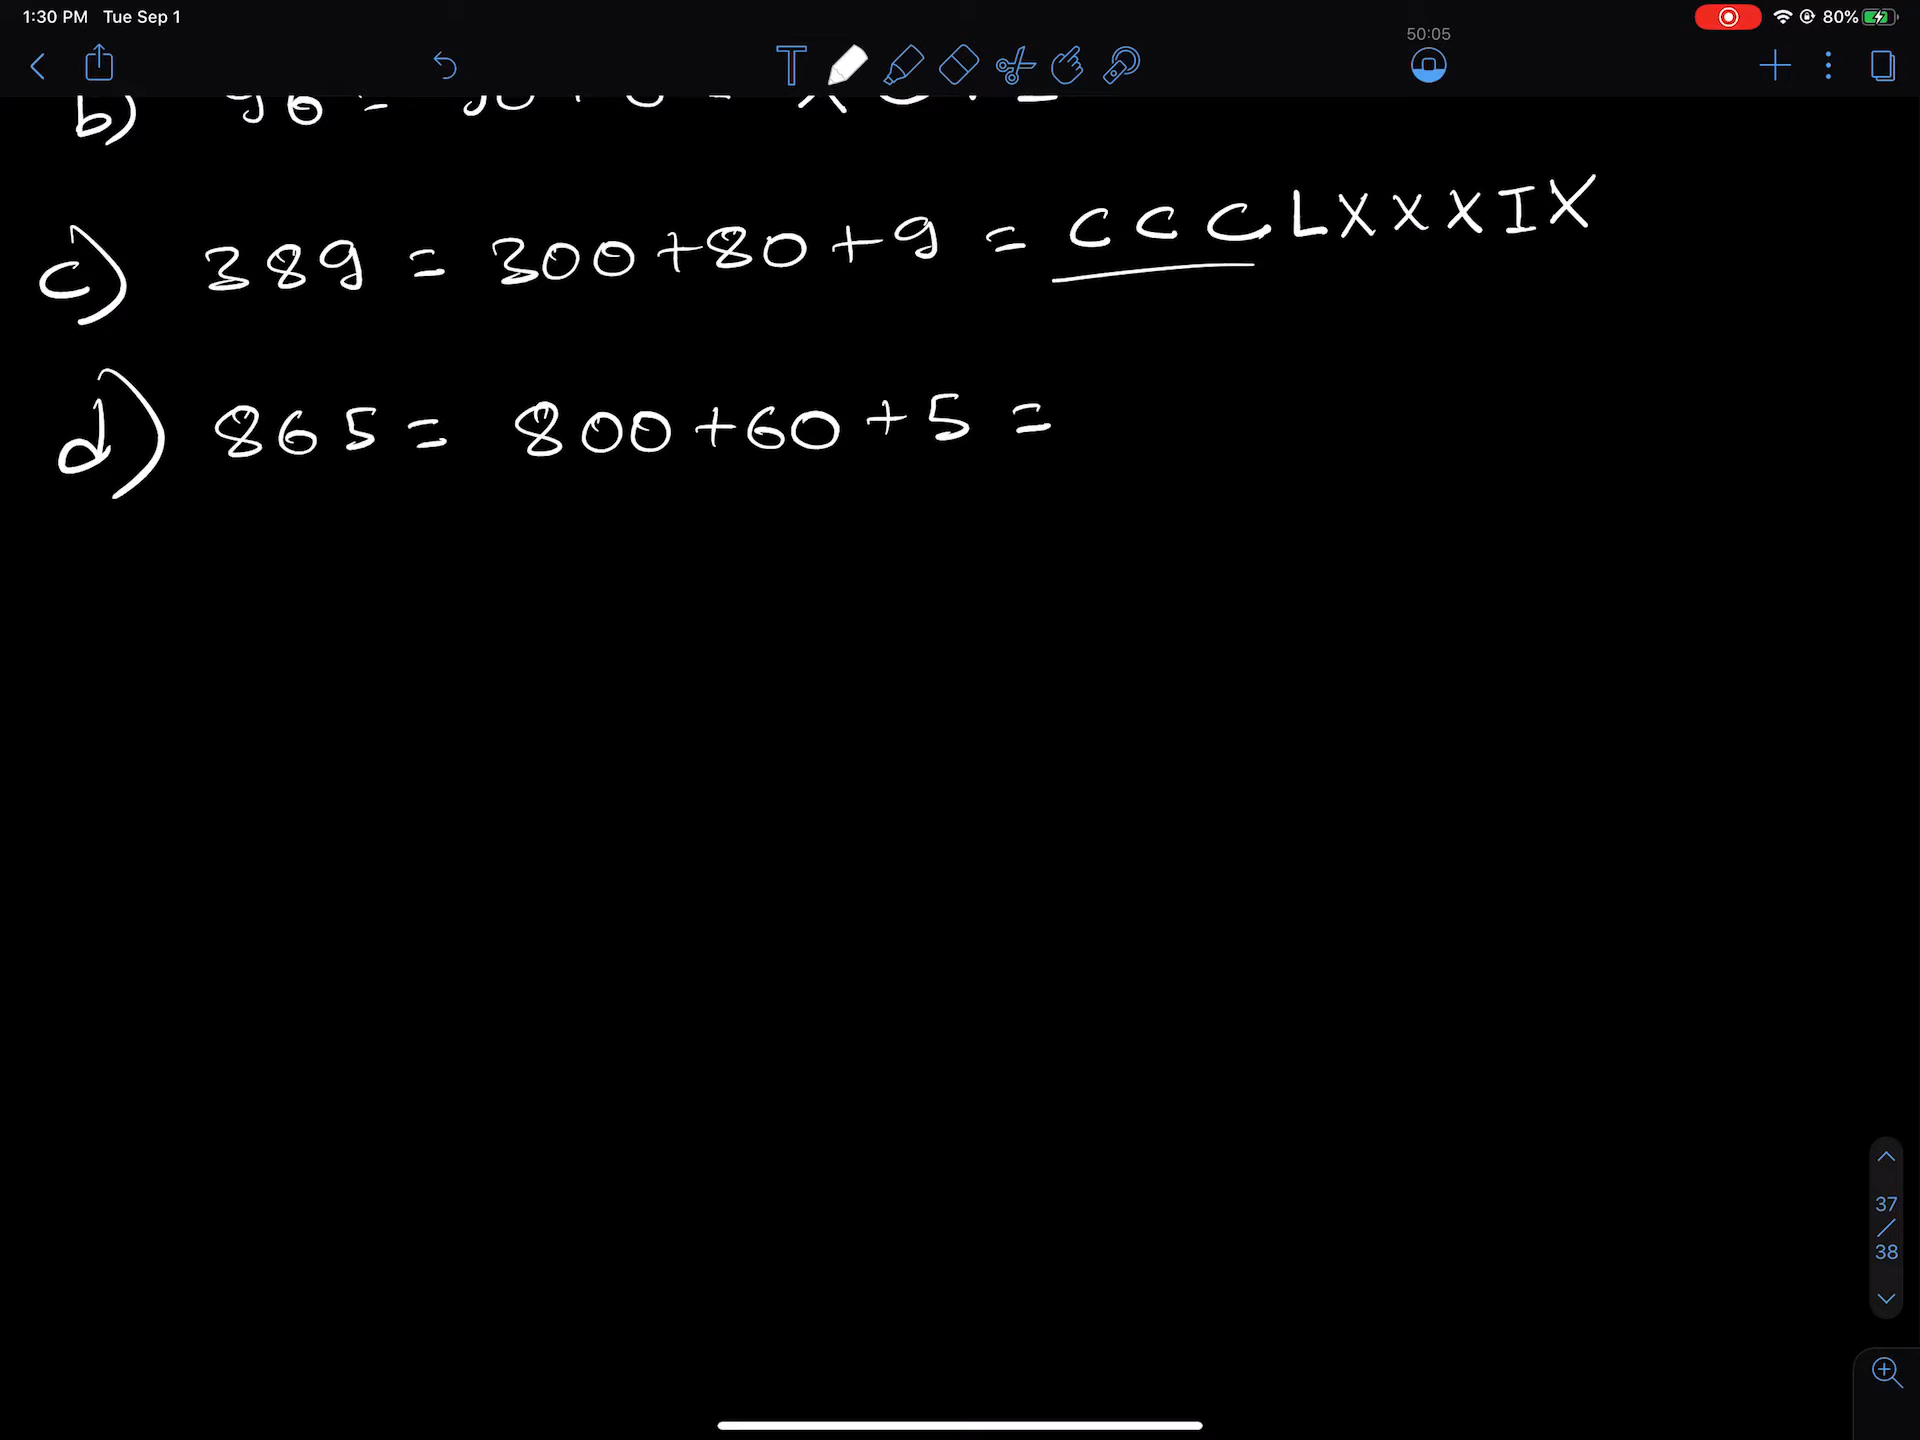 1:30 PM Tue Sep 1
80%
50:05
T
b) 96 =
c) 389 = 300 + 80 + 9 = CCCLXXXIX
d) 865 = 800 + 60 + 5 =
37
/
38